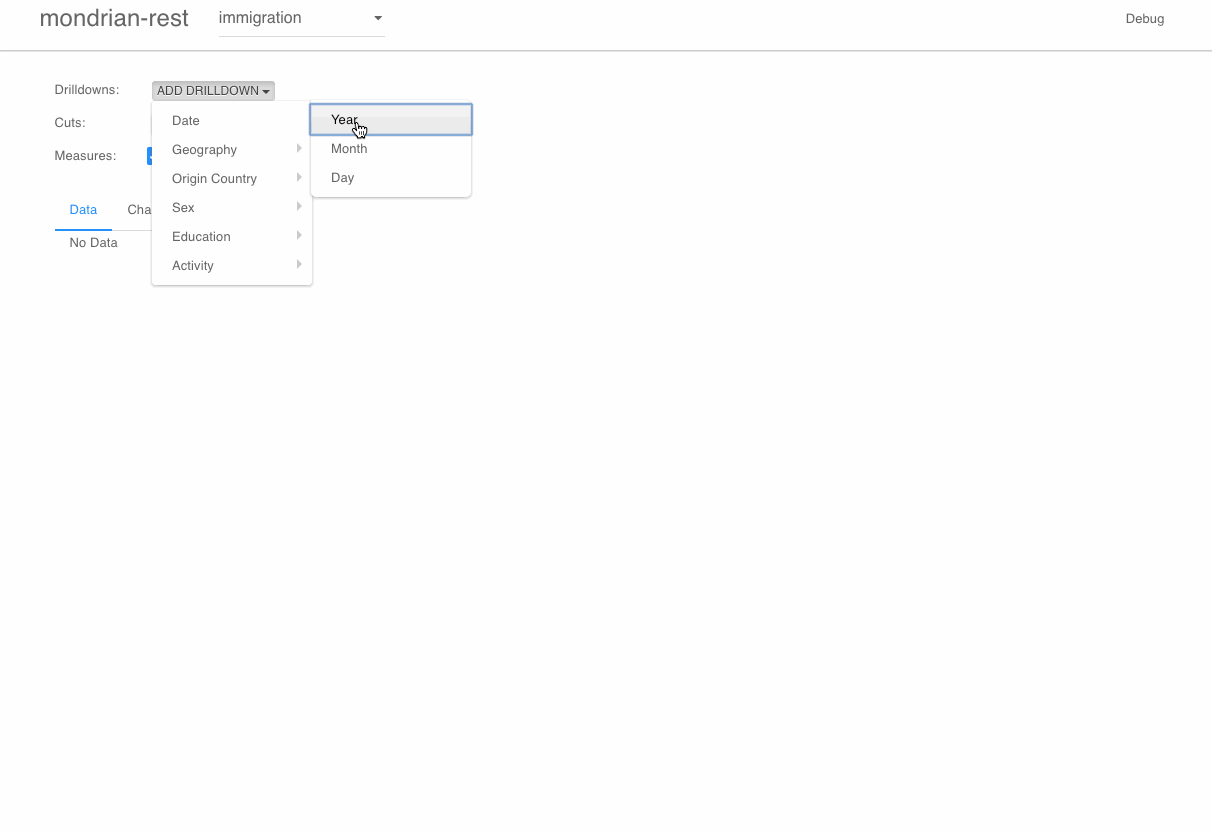 mondrian-rest immigration Debug
Drilldowns: ADD DRILLDOWN
Cuts:
Measures:
Date
Geography
Origin Country
Sex
Education
Activity
Year
Month
Day
Data Cha
No Data